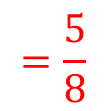 = 5/8